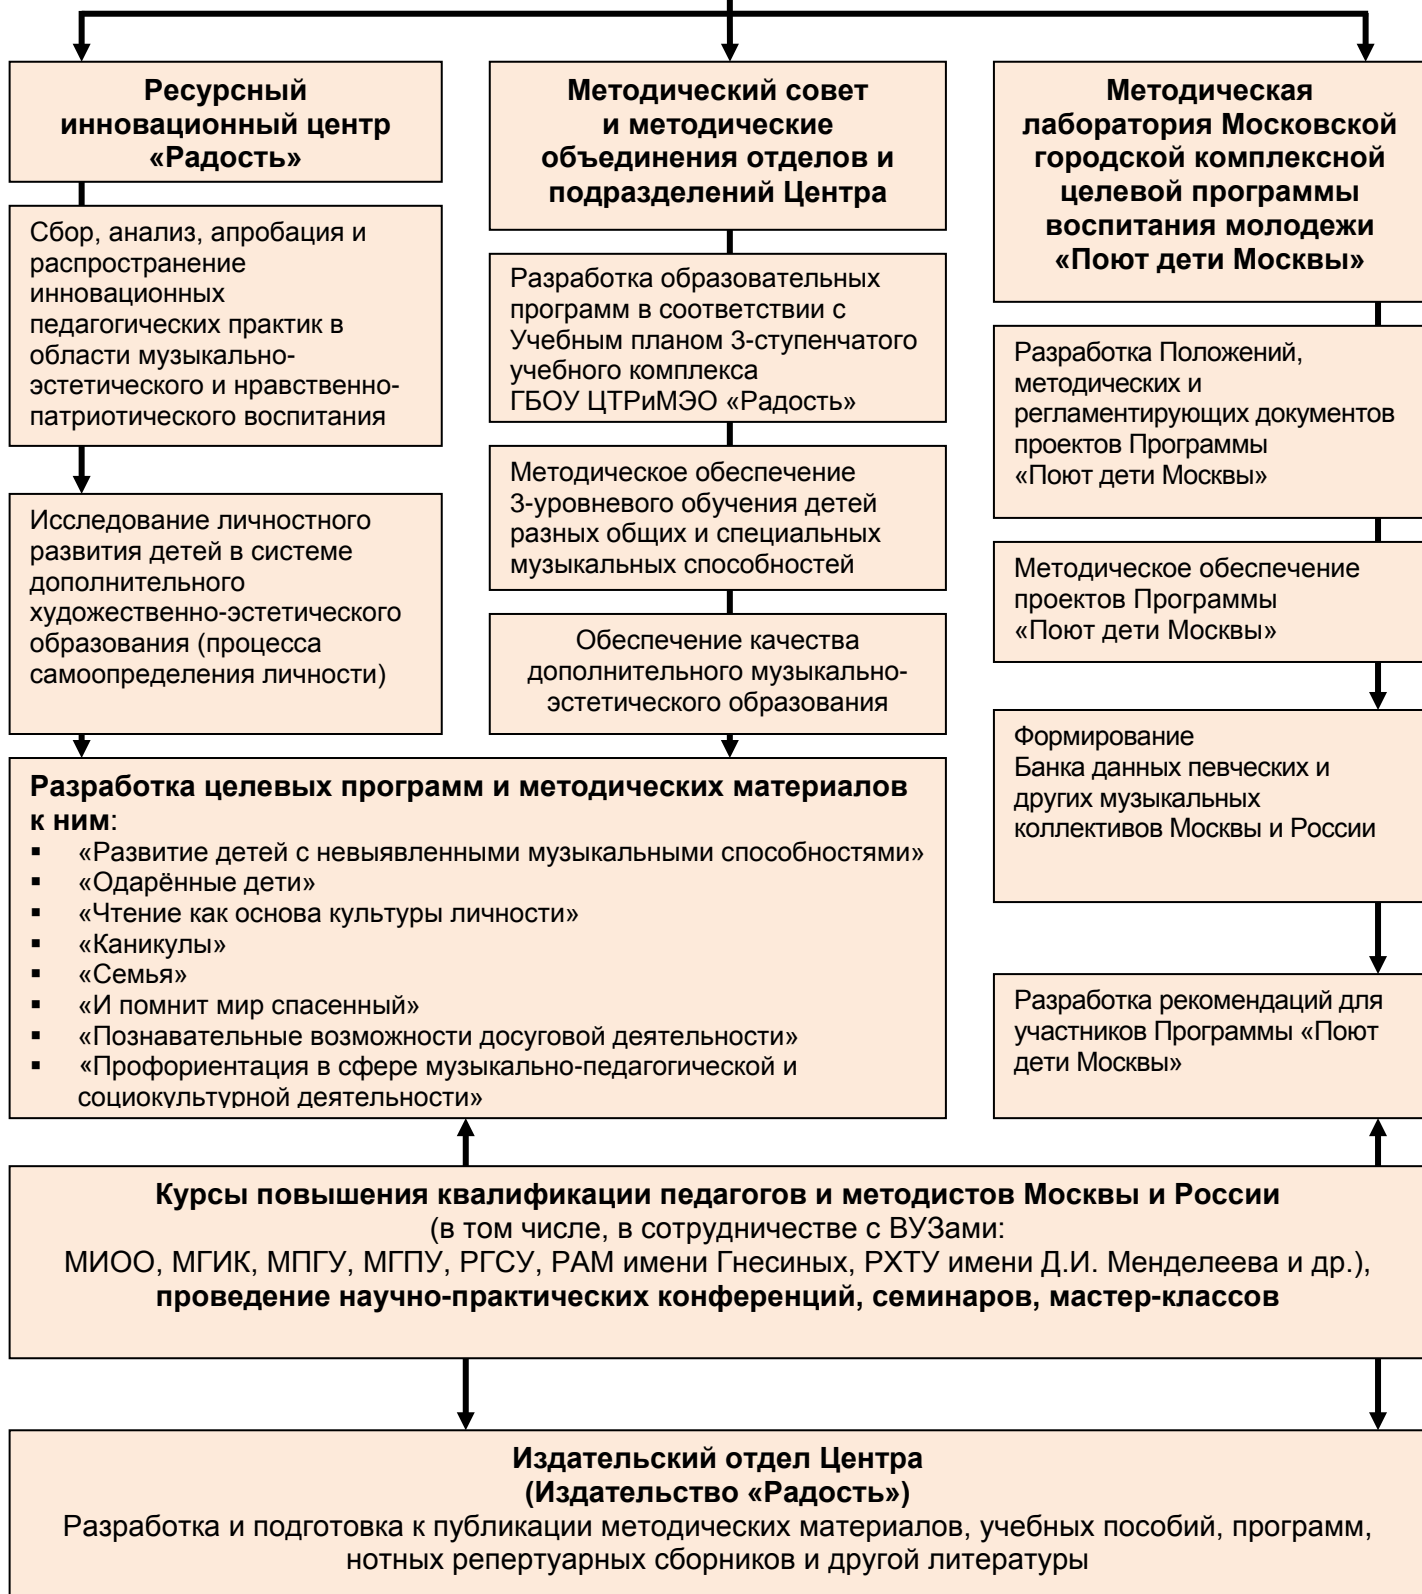 Ресурсный
инновационный центр
«Радость»
Сбор, анализ, апробация и
распространение
инновационных
педагогических практик в
области музыкально-
эстетического и нравственно-
патриотического воспитания
Исследование личностного
развития детей в системе
дополнительного
художественно-эстетического
образования (процесса
самоопределения личности)
Методический совет
и методические
объединения отделов и
подразделений Центра
Разработка образовательных
программ в соответствии с
Учебным планом 3-ступенчатого
учебного комплекса
ГБОУ ЦТРиМЭО «Радость»
Методическое обеспечение
3-уровневого обучения детей
разных общих и специальных
музыкальных способностей
Обеспечение качества
дополнительного музыкально-
эстетического образования
Методическая
лаборатория Московской
городской комплексной
целевой программы
воспитания молодежи
«Поют дети Москвы»
Разработка Положений,
методических и
регламентирующих документов
проектов Программы
«Поют дети Москвы»
Методическое обеспечение
проектов Программы
«Поют дети Москвы»
Формирование
Банка данных певческих и
других музыкальных
коллективов Москвы и России
Разработка рекомендаций для
участников Программы «Поют
дети Москвы»
Разработка целевых программ и методических материалов
к ним:
▪ «Развитие детей с невыявленными музыкальными способностями»
▪ «Одарённые дети»
▪ «Чтение как основа культуры личности»
▪ «Каникулы»
▪ «Семья»
▪ «И помнит мир спасенный»
▪ «Познавательные возможности досуговой деятельности»
▪ «Профориентация в сфере музыкально-педагогической и
социокультурной деятельности»
Курсы повышения квалификации педагогов и методистов Москвы и России
(в том числе, в сотрудничестве с ВУЗами:
МИОО, МГИК, МПГУ, МГПУ, РГСУ, РАМ имени Гнесиных, РХТУ имени Д.И. Менделеева и др.),
проведение научно-практических конференций, семинаров, мастер-классов
Издательский отдел Центра
(Издательство «Радость»)
Разработка и подготовка к публикации методических материалов, учебных пособий, программ,
нотных репертуарных сборников и другой литературы